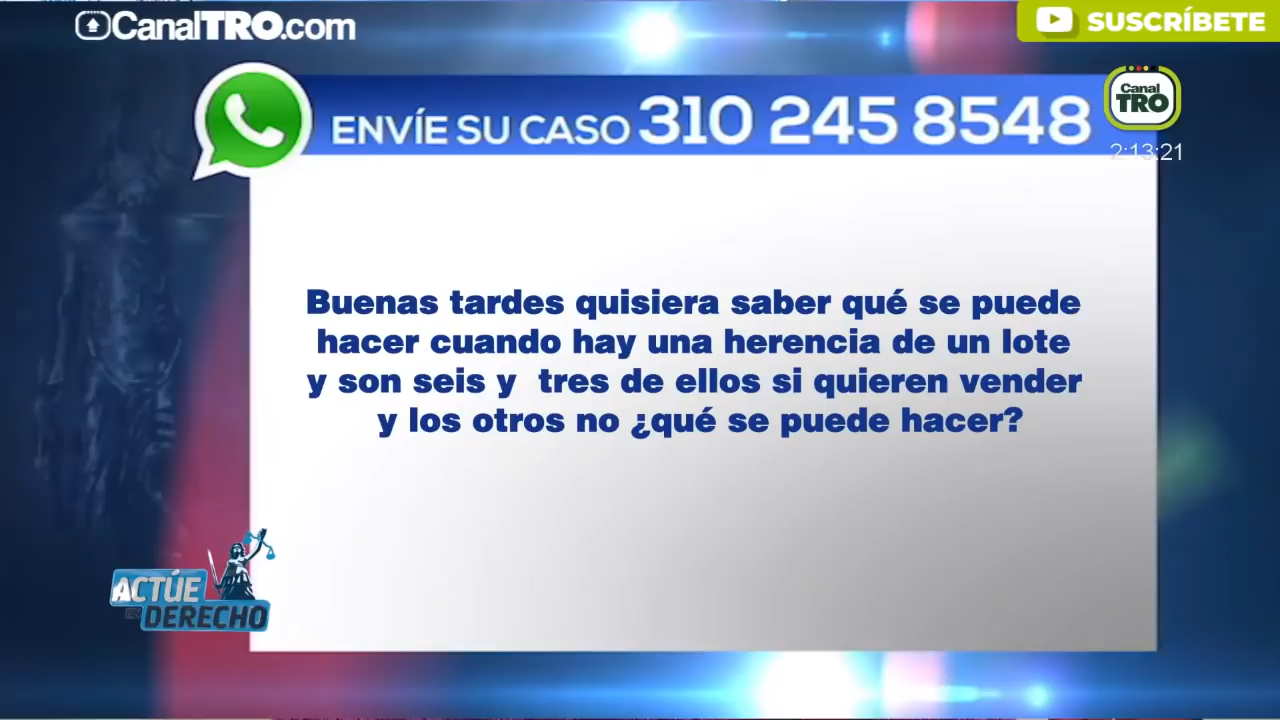 CanalTRO.com
SUSCRÍBETE
ENVÍE SU CASO 310 245 8548
Canal
TRO
2:13:21
Buenas tardes quisiera saber qué se puede
hacer cuando hay una herencia de un lote
y son seis y tres de ellos si quieren vender
y los otros no ¿qué se puede hacer?
ACTÚE
EN DERECHO